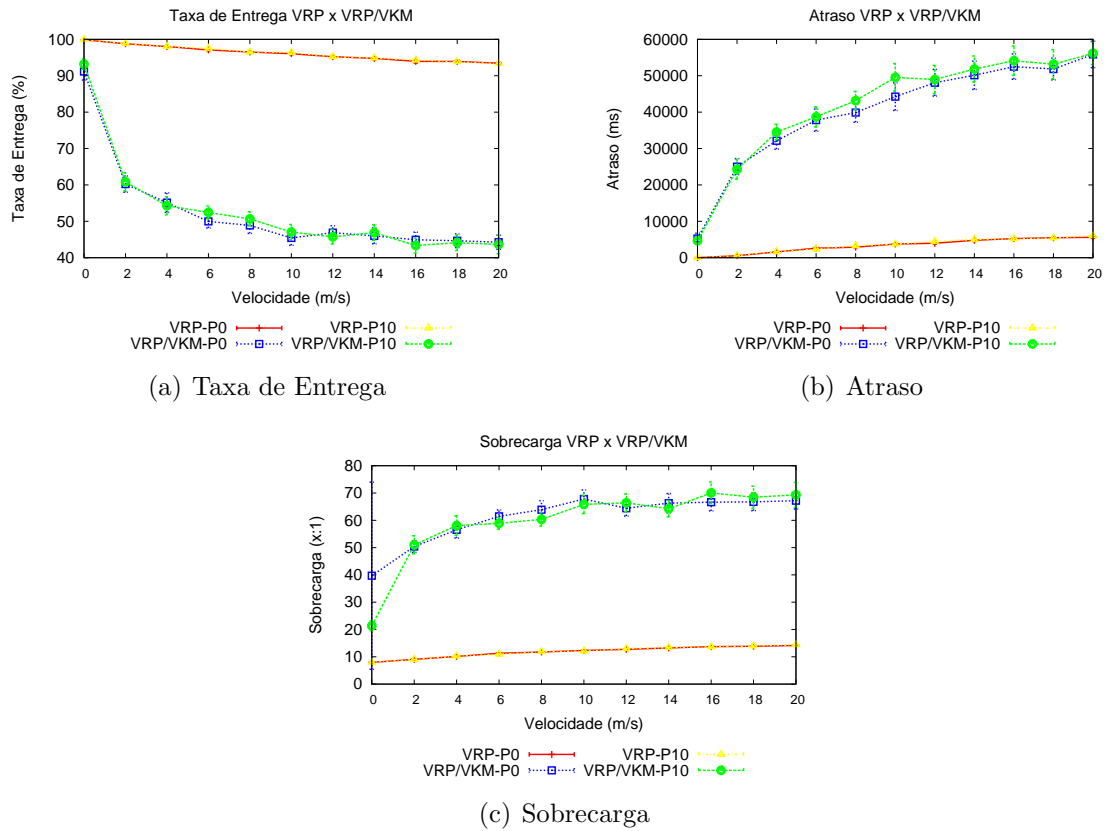 Taxa de Entrega VRP x VRP/VKM
Taxa de Entrega (%)
100
90
80
70
60
50
40
0 2 4 6 8 10 12 14 16 18 20
Velocidade (m/s)
VRP-P0 VRP-P10
VRP/VKM-P0 VRP/VKM-P10
(a) Taxa de Entrega
Atraso VRP x VRP/VKM
Atraso (ms)
60000
50000
40000
30000
20000
10000
0
0 2 4 6 8 10 12 14 16 18 20
Velocidade (m/s)
VRP-P0 VRP-P10
VRP/VKM-P0 VRP/VKM-P10
(b) Atraso
Sobrecarga VRP x VRP/VKM
Sobrecarga (x:1)
80
70
60
50
40
30
20
10
0
0 2 4 6 8 10 12 14 16 18 20
Velocidade (m/s)
VRP-P0 VRP-P10
VRP/VKM-P0 VRP/VKM-P10
(c) Sobrecarga